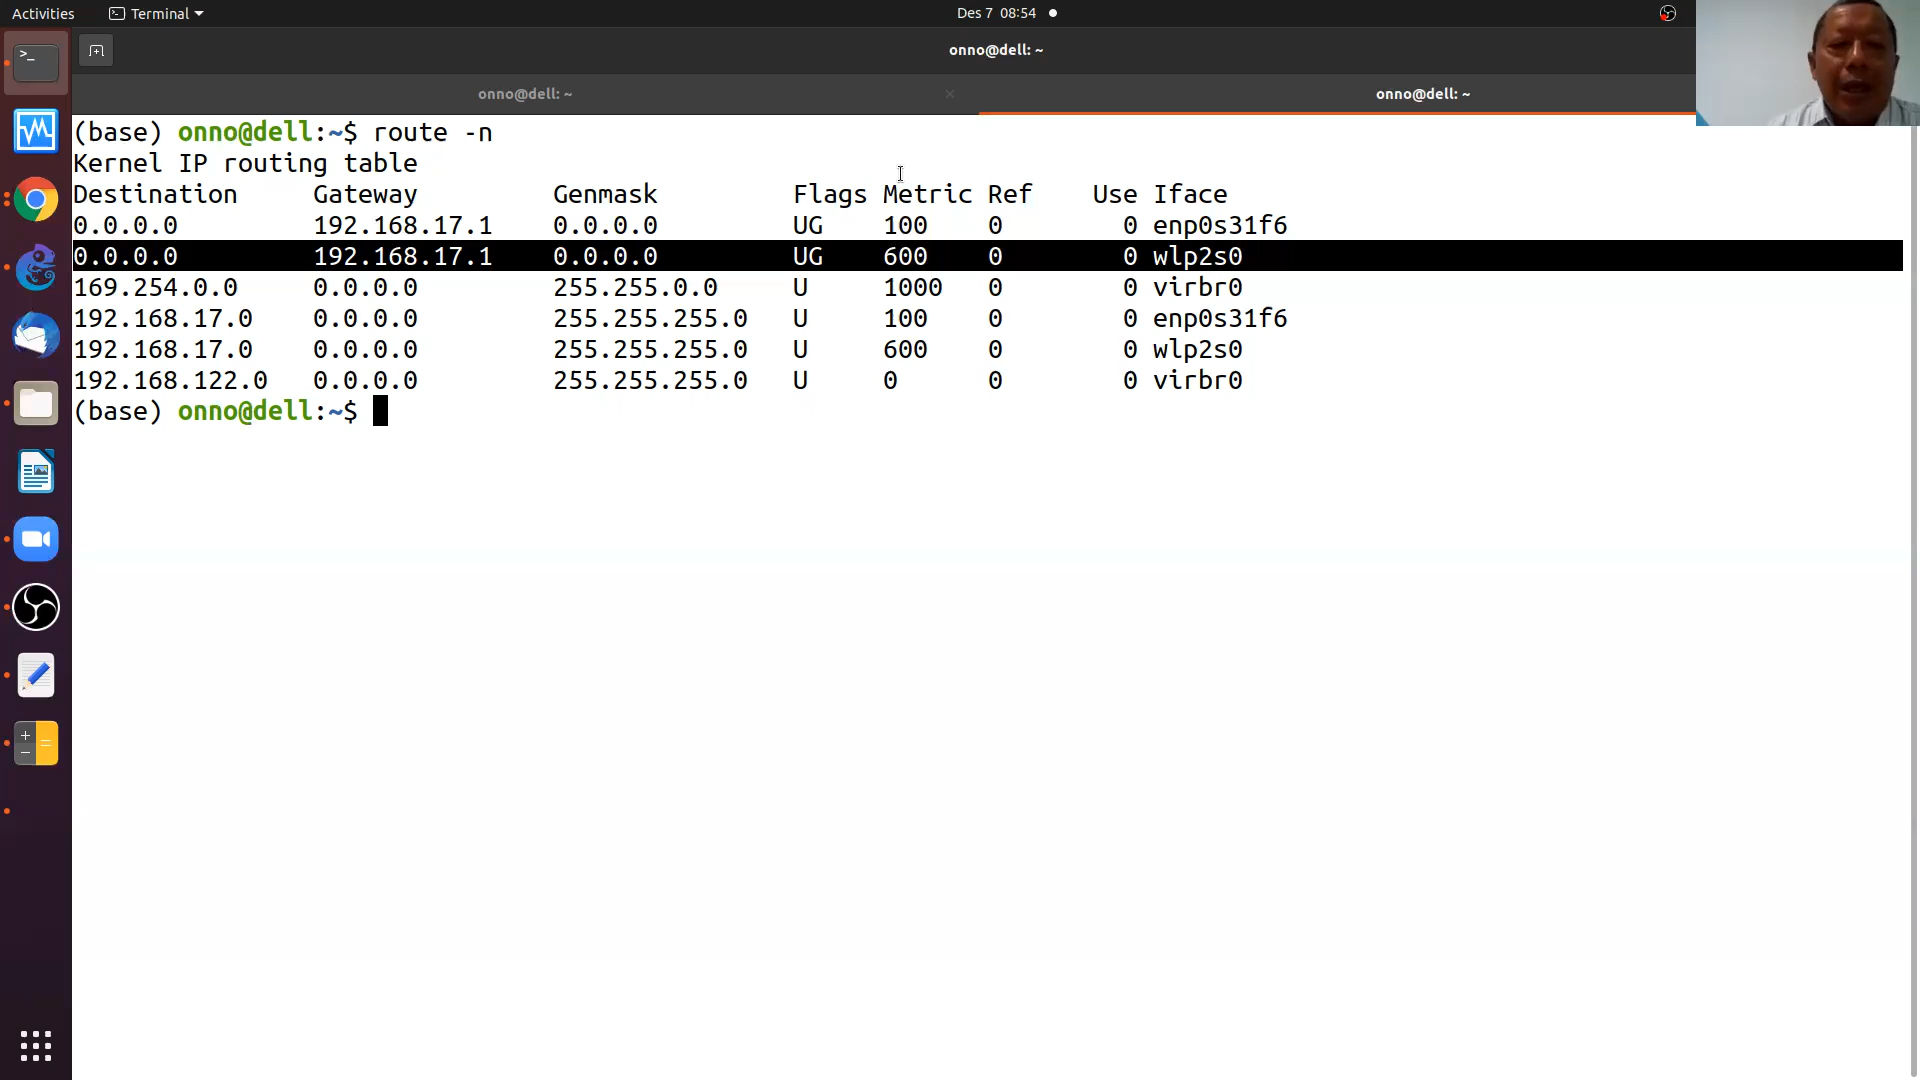 Activities Terminal Des 7 08:54
onno@dell: ~
onno@dell: ~ onno@dell: ~
(base) onno@dell:~$ route -n
Kernel IP routing table
Destination Gateway Genmask Flags Metric Ref Use Iface
0.0.0.0 192.168.17.1 0.0.0.0 UG 100 0 0 enp0s31f6
0.0.0.0 192.168.17.1 0.0.0.0 UG 600 0 0 wlp2s0
169.254.0.0 0.0.0.0 255.255.0.0 U 1000 0 0 virbr0
192.168.17.0 0.0.0.0 255.255.255.0 U 100 0 0 enp0s31f6
192.168.17.0 0.0.0.0 255.255.255.0 U 600 0 0 wlp2s0
192.168.122.0 0.0.0.0 255.255.255.0 U 0 0 0 virbr0
(base) onno@dell:~$